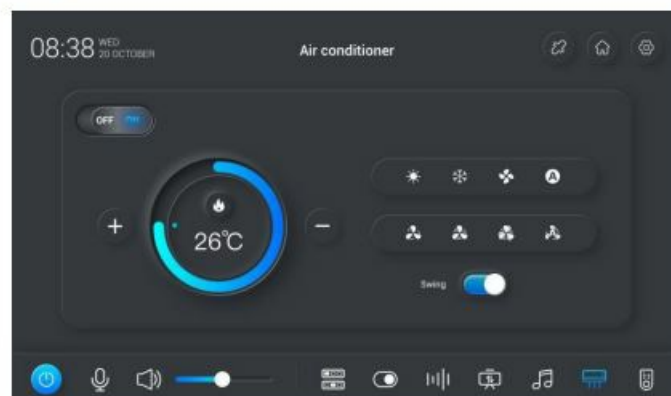 08:38 WED
20 OCTOBER
Air conditioner
OFF ON
A
26°C
Swing